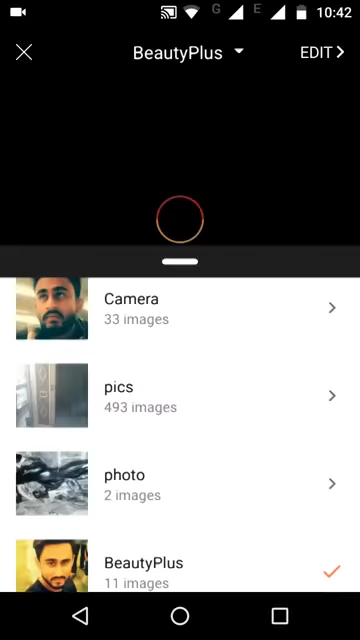 G E 10:42
BeautyPlus EDIT
Camera
33 images
pics
493 images
photo
2 images
BeautyPlus
11 images